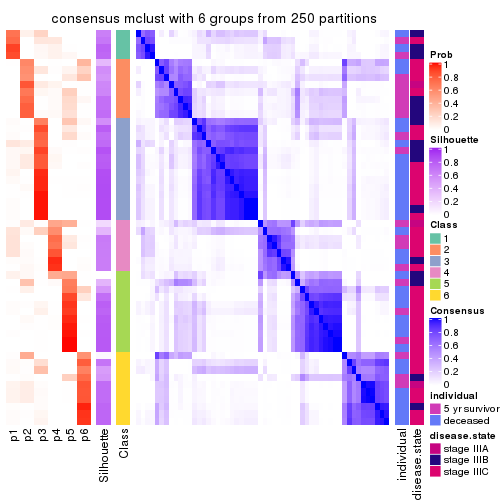 consensus mclust with 6 groups from 250 partitions
Prob
1
0.8
0.6
0.4
0.2
0
Silhouette
0.8
0.6
0.4
0.2
0
Class
1
2
3
4
5
6
Consensus
1
0.8
0.6
0.4
0.2
0
individual
5 yr survivor
deceased
disease.state
stage IIIA
stage IIIB
stage IIIC
p1
p2
p3
p4
p5
p6
Silhouette
Class
individual
disease.state